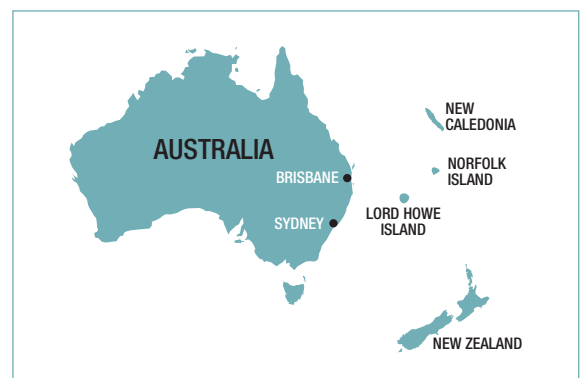 NEW
CALEDONIA
AUSTRALIA
NORFOLK
ISLAND
BRISBANE
LORD HOWE
ISLAND
SYDNEY
NEW ZEALAND